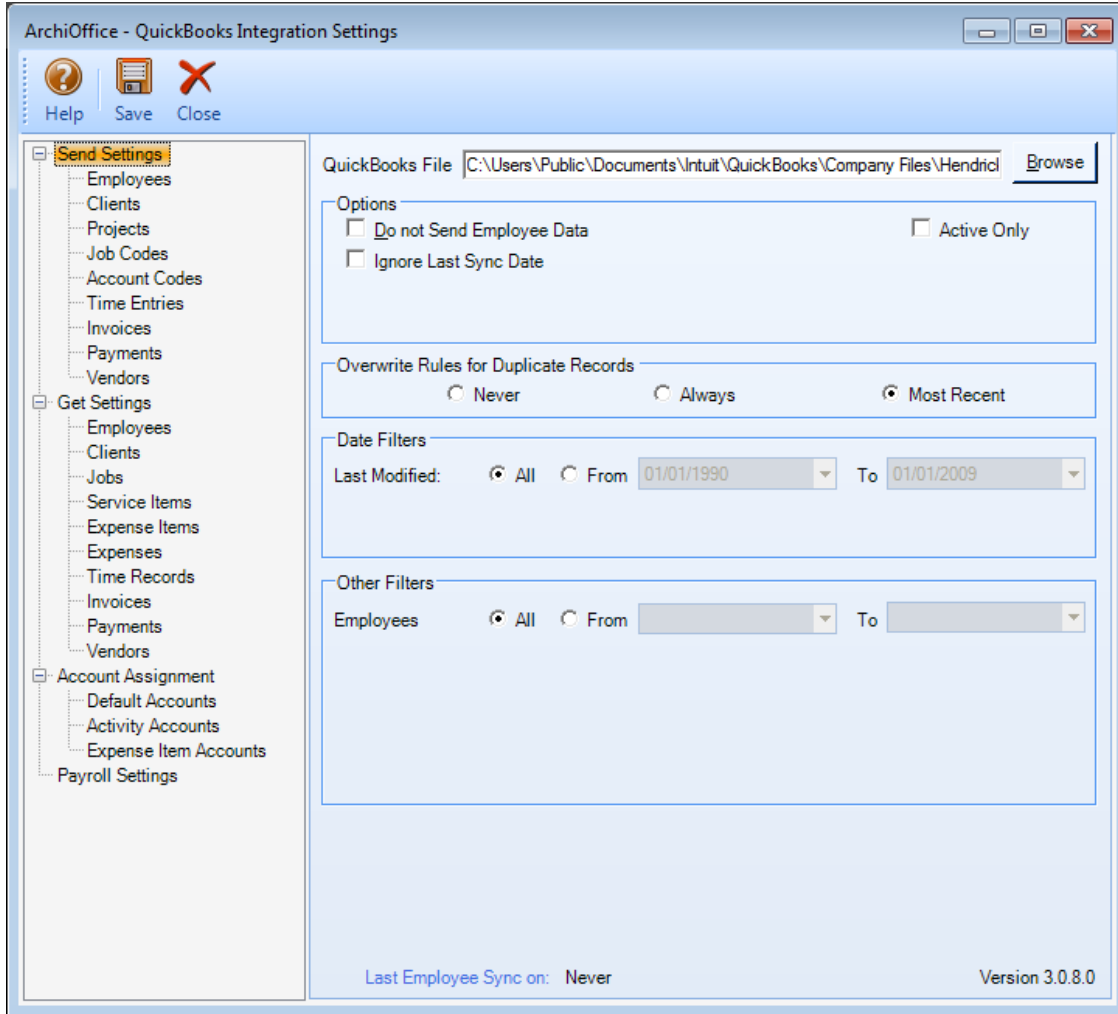 ArchiOffice - QuickBooks Integration Settings
Help Save Close
Send Settings
Employees
Clients
Projects
Job Codes
Account Codes
Time Entries
Invoices
Payments
Vendors
Get Settings
Employees
Clients
Jobs
Service Items
Expense Items
Expenses
Time Records
Invoices
Payments
Vendors
Account Assignment
Default Accounts
Activity Accounts
Expense Item Accounts
Payroll Settings
QuickBooks File C:\Users\Public\Documents\Intuit\QuickBooks\Company Files\Hendricl Browse
Options
Do not Send Employee Data Active Only
Ignore Last Sync Date
Overwrite Rules for Duplicate Records
Never Always Most Recent
Date Filters
Last Modified: All From 01/01/1990 To 01/01/2009
Other Filters
Employees All From To
Last Employee Sync on: Never Version 3.0.8.0